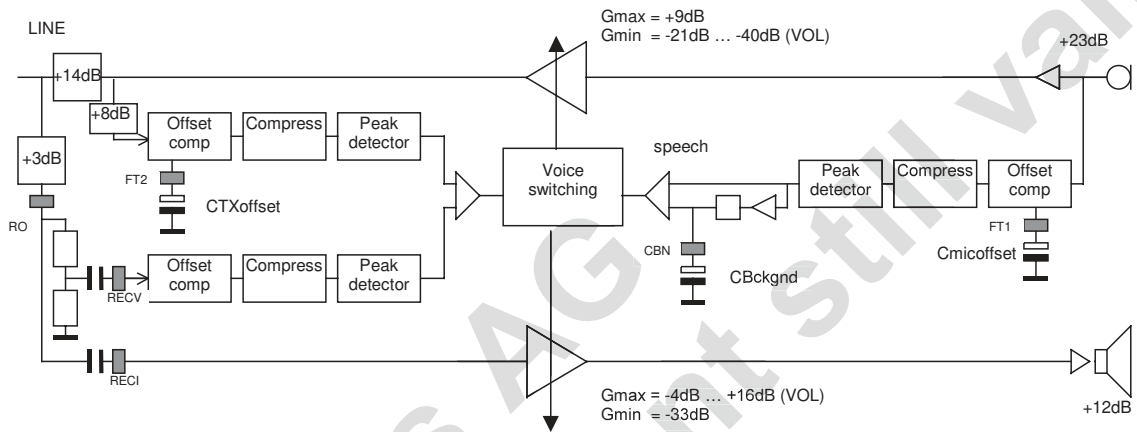 Gmax = +9dB
Gmin = -21dB … -40dB (VOL)
LINE
+23dB
+14dB
+8dB
Offset comp
Compress
Peak detector
+3dB
FT2
CTXoffset
RO
Voice switching
speech
Peak detector
Compress
Offset comp
CBN
CBckgnd
FT1
Cmicoffset
Offset comp
Compress
Peak detector
RECV
RECI
Gmax = -4dB … +16dB (VOL)
Gmin = -33dB
+12dB
AG
still